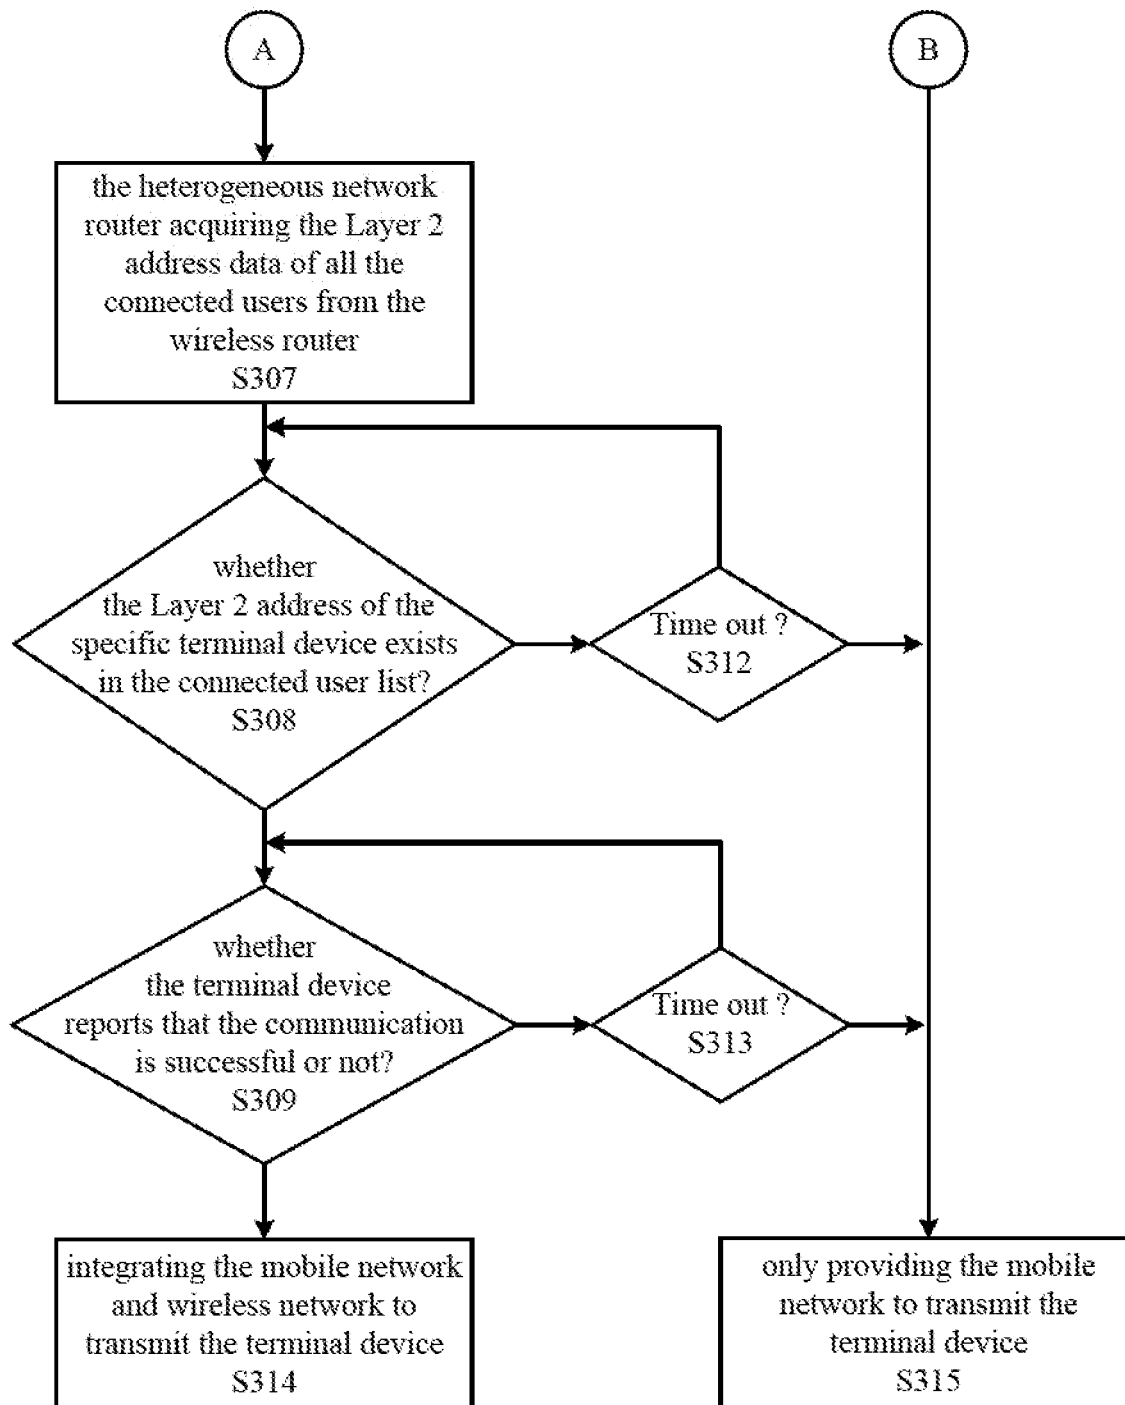 A
B
the heterogeneous network
router acquiring the Layer 2
address data of all the
connected users from the
wireless router
S307
whether
the Layer 2 address of the
specific terminal device exists
in the connected user list?
S308
Time out ?
S312
whether
the terminal device
reports that the communication
is successful or not?
S309
Time out ?
S313
integrating the mobile network
and wireless network to
transmit the terminal device
S314
only providing the mobile
network to transmit the
terminal device
S315